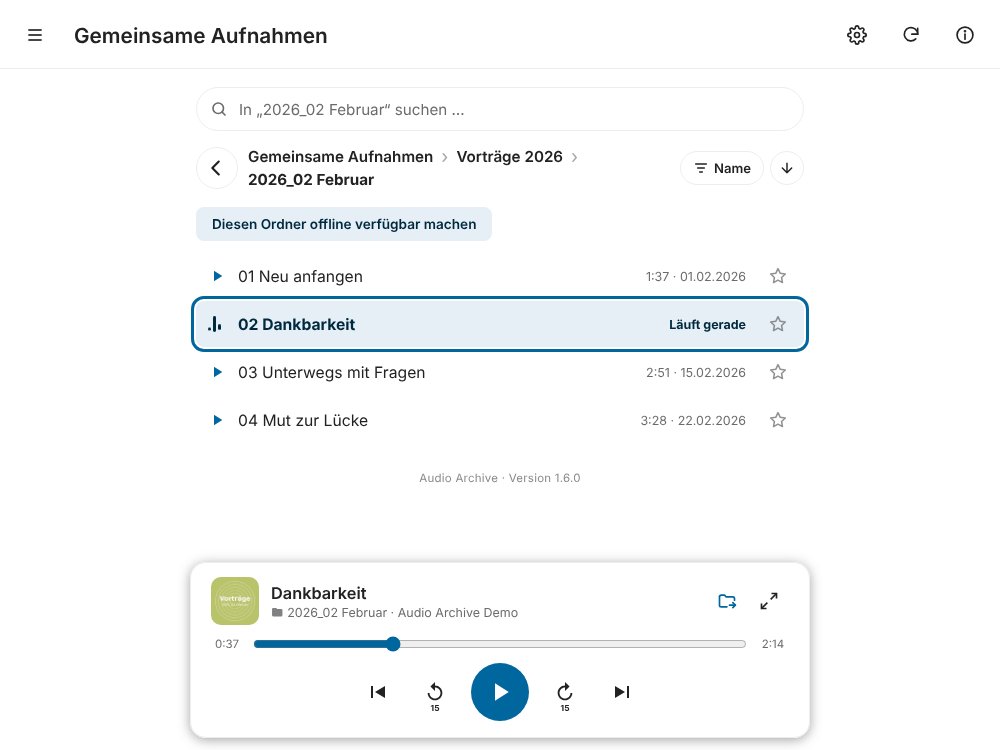 Gemeinsame Aufnahmen
In „2026_02 Februar“ suchen ...
Gemeinsame Aufnahmen › Vorträge 2026 ›
2026_02 Februar
Name
Diesen Ordner offline verfügbar machen
01 Neu anfangen 1:37 · 01.02.2026
02 Dankbarkeit Läuft gerade
03 Unterwegs mit Fragen 2:51 · 15.02.2026
04 Mut zur Lücke 3:28 · 22.02.2026
Audio Archive · Version 1.6.0
Vorträge
Dankbarkeit
2026_02 Februar · Audio Archive Demo
0:37 2:14
15 15